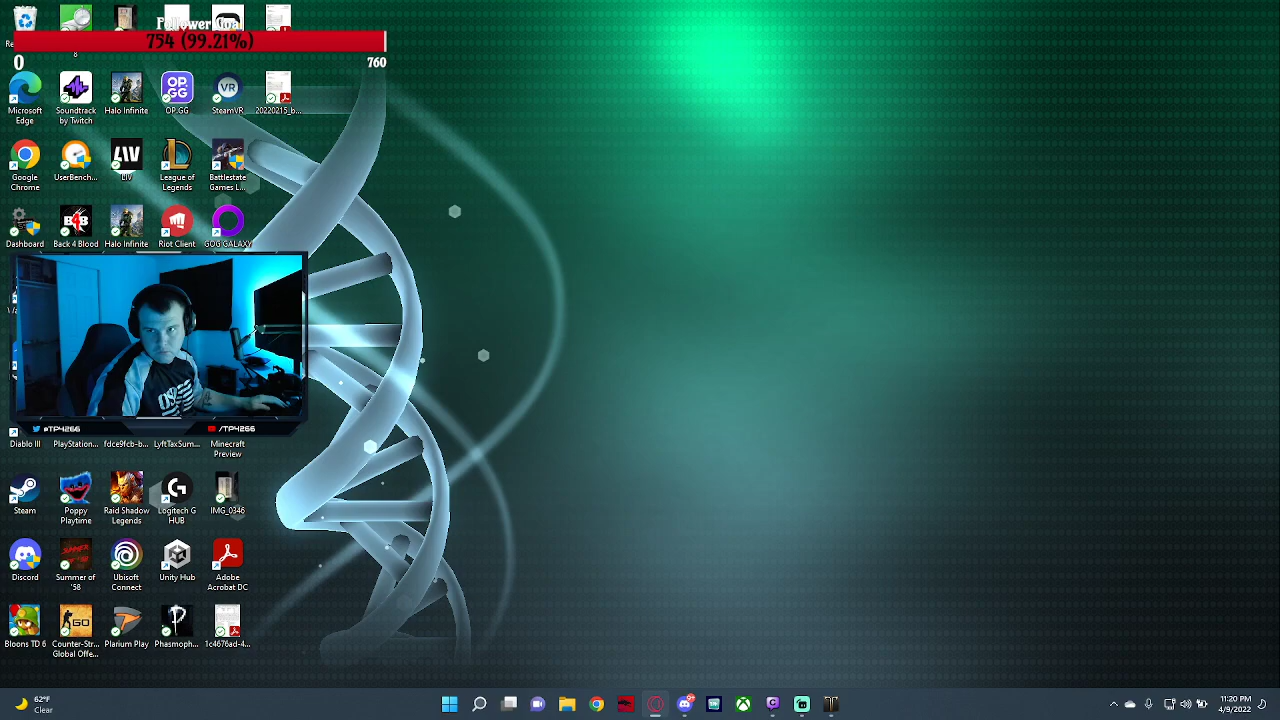 Follower Goal
754 (99.21%)
0
760
Microsoft Edge
Soundtrack by Twitch
Halo Infinite
OP.GG
SteamVR
20220215_b...
Google Chrome
UserBench...
LIV
League of Legends
Battlestate Games ...
Dashboard
Back 4 Blood
Halo Infinite
Riot Client
GOG GALAXY
@TP4266
/TP4266
Diablo III
PlayStation...
fdce9fcb-b...
LyftTaxSum...
Minecraft Preview
Steam
Poppy Playtime
Raid Shadow Legends
Logitech G HUB
IMG_0346
Discord
Summer of '58
Ubisoft Connect
Unity Hub
Adobe Acrobat DC
Bloons TD 6
Counter-Str... Global Offe...
Plarium Play
Phasmoph...
1c4676ad-4...
62°F
Clear
11:20 PM